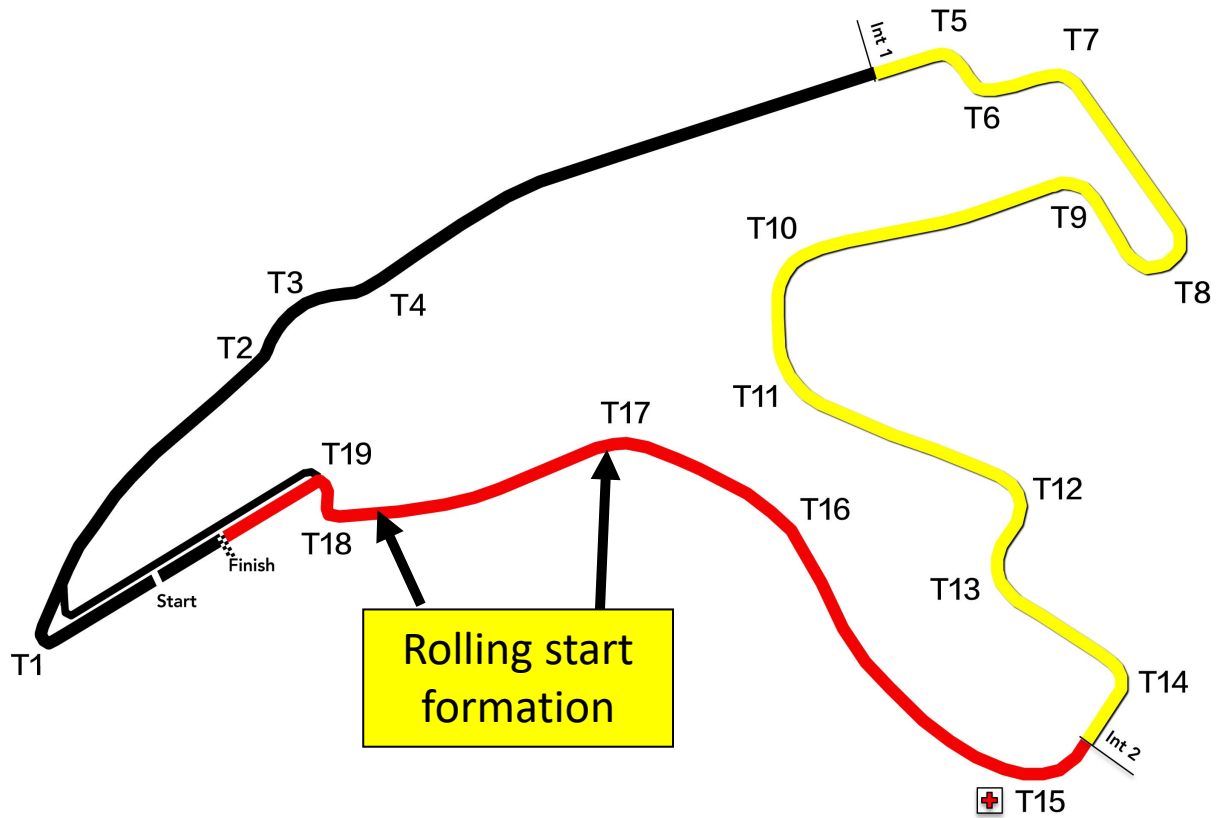 Int 1
T5
T7
T6
T9
T10
T8
T3
T4
T2
T11
T17
T19
T12
T16
T18
Finish
T13
Start
Rolling start
formation
T1
T14
Int 2
T15